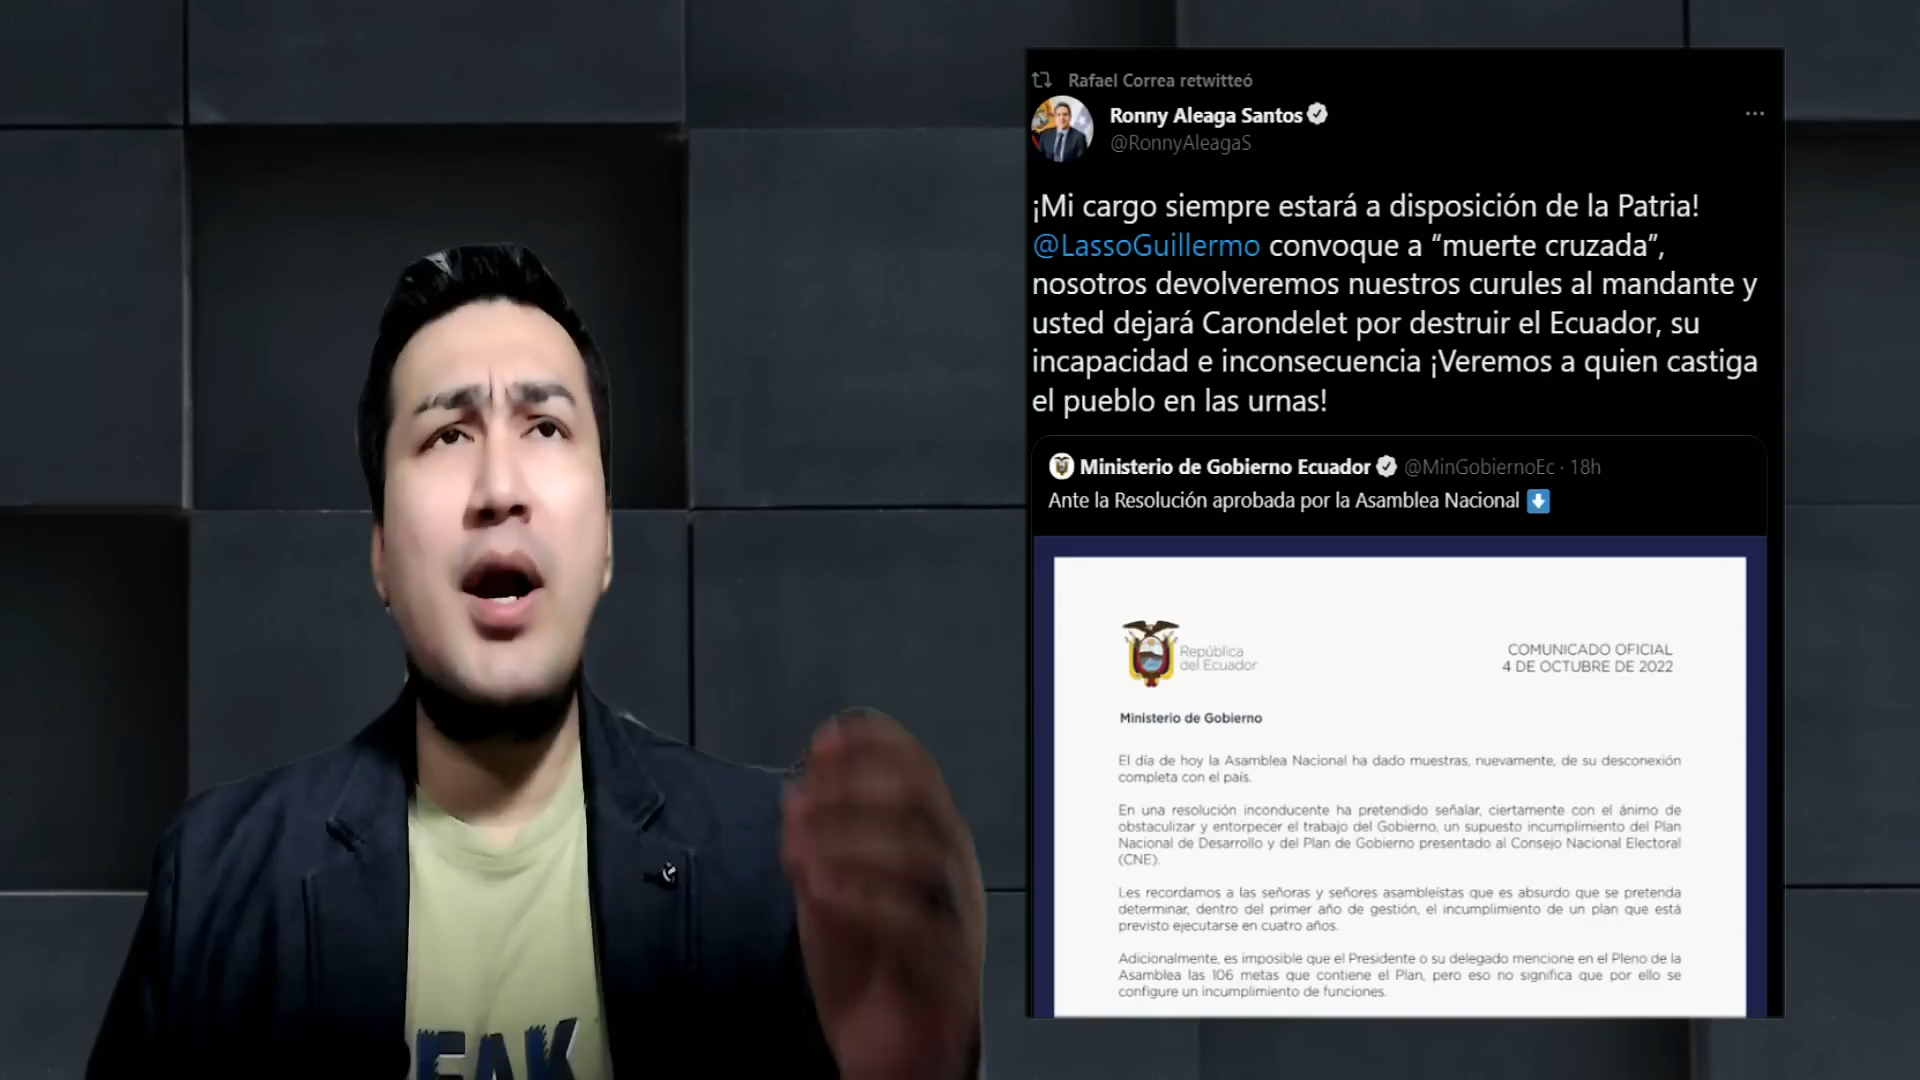 Rafael Correa retwitteó
Ronny Aleaga Santos
@RonnyAleagaS
¡Mi cargo siempre estará a disposición de la Patria!
@LassoGuillermo convoque a “muerte cruzada”,
nosotros devolveremos nuestros curules al mandante y
usted dejará Carondelet por destruir el Ecuador, su
incapacidad e inconsecuencia ¡Veremos a quien castiga
el pueblo en las urnas!
Ministerio de Gobierno Ecuador @MinGobiernoEc · 18h
Ante la Resolución aprobada por la Asamblea Nacional
República
del Ecuador
COMUNICADO OFICIAL
4 DE OCTUBRE DE 2022
Ministerio de Gobierno
El día de hoy la Asamblea Nacional ha dado muestras, nuevamente, de su desconexión
completa con el país.
En una resolución inconducente ha pretendido señalar, ciertamente con el ánimo de
obstaculizar y entorpecer el trabajo del Gobierno, un supuesto incumplimiento del Plan
Nacional de Desarrollo y del Plan de Gobierno presentado al Consejo Nacional Electoral
(CNE).
Les recordamos a las señoras y señores asambleístas que es absurdo que se pretenda
determinar, dentro del primer año de gestión, el incumplimiento de un plan que está
previsto ejecutarse en cuatro años.
Adicionalmente, es imposible que el Presidente o su delegado mencione en el Pleno de la
Asamblea las 106 metas que contiene el Plan, pero eso no significa que por ello se
configure un incumplimiento de funciones.